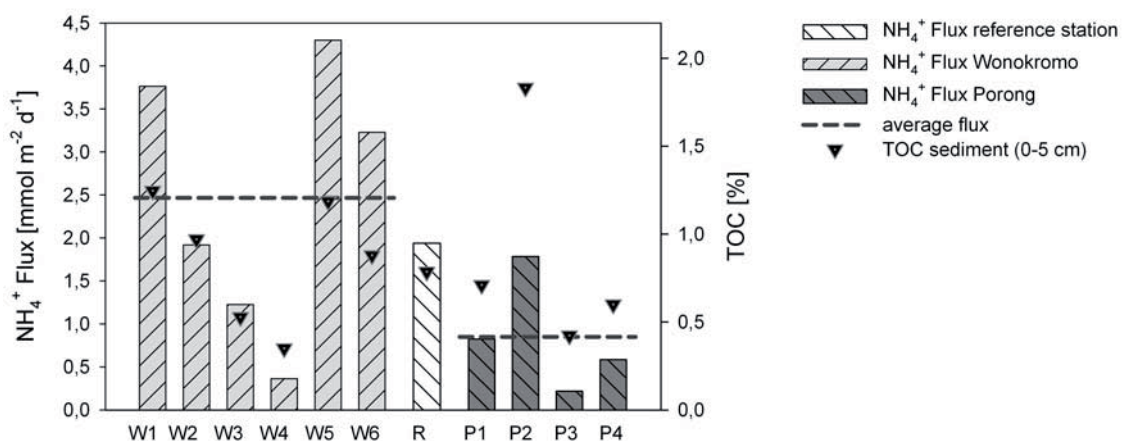 NH₄⁺ Flux [mmol m⁻² d⁻¹]
4,5
4,0
3,5
3,0
2,5
2,0
1,5
1,0
0,5
0,0
W1 W2 W3 W4 W5 W6 R P1 P2 P3 P4
2,0
1,5
1,0
0,5
0,0
TOC [%]
NH₄⁺ Flux reference station
NH₄⁺ Flux Wonokromo
NH₄⁺ Flux Porong
average flux
TOC sediment (0-5 cm)